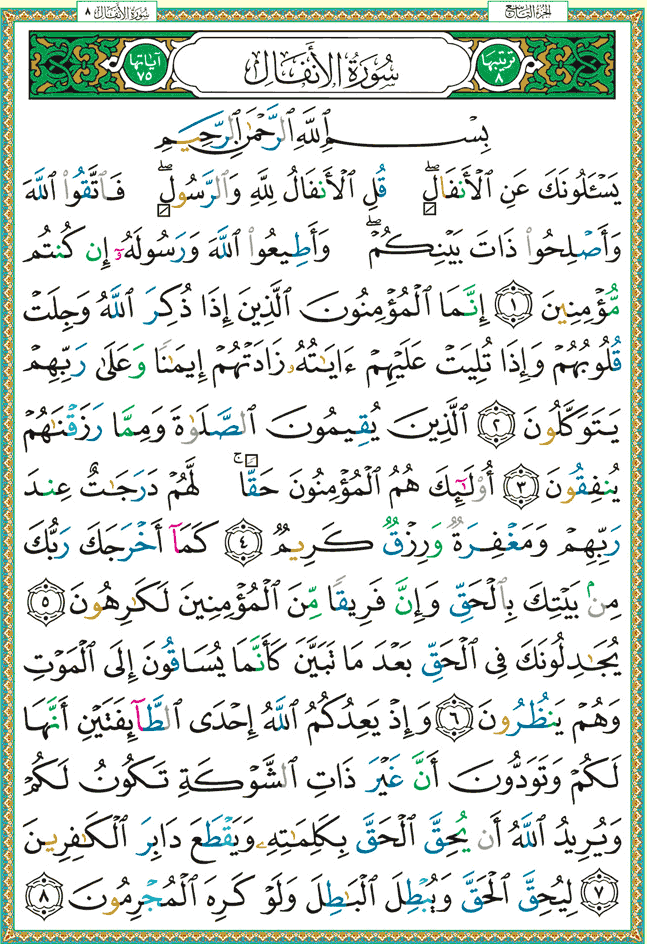 الجزء التاسع
سُورَةُ الأَنفَال ٨
ترتيبها ٨
سُورَةُ الأَنفَالِ
آياتها ٧٥
بِسْمِ ٱللَّهِ ٱلرَّحْمَٰنِ ٱلرَّحِيمِ
يَسْـَٔلُونَكَ عَنِ ٱلْأَنفَالِ ۖ قُلِ ٱلْأَنفَالُ لِلَّهِ وَٱلرَّسُولِ ۖ فَٱتَّقُوا۟ ٱللَّهَ
وَأَصْلِحُوا۟ ذَاتَ بَيْنِكُمْ ۖ وَأَطِيعُوا۟ ٱللَّهَ وَرَسُولَهُۥٓ إِن كُنتُم
مُّؤْمِنِينَ ١ إِنَّمَا ٱلْمُؤْمِنُونَ ٱلَّذِينَ إِذَا ذُكِرَ ٱللَّهُ وَجِلَتْ
قُلُوبُهُمْ وَإِذَا تُلِيَتْ عَلَيْهِمْ ءَايَٰتُهُۥ زَادَتْهُمْ إِيمَٰنًا وَعَلَىٰ رَبِّهِمْ
يَتَوَكَّلُونَ ٢ ٱلَّذِينَ يُقِيمُونَ ٱلصَّلَوٰةَ وَمِمَّا رَزَقْنَٰهُمْ
يُنفِقُونَ ٣ أُو۟لَٰٓئِكَ هُمُ ٱلْمُؤْمِنُونَ حَقًّا ۚ لَّهُمْ دَرَجَٰتٌ عِندَ
رَبِّهِمْ وَمَغْفِرَةٌ وَرِزْقٌ كَرِيمٌ ٤ كَمَآ أَخْرَجَكَ رَبُّكَ
مِنۢ بَيْتِكَ بِٱلْحَقِّ وَإِنَّ فَرِيقًا مِّنَ ٱلْمُؤْمِنِينَ لَكَٰرِهُونَ ٥
يُجَٰدِلُونَكَ فِى ٱلْحَقِّ بَعْدَ مَا تَبَيَّنَ كَأَنَّمَا يُسَاقُونَ إِلَى ٱلْمَوْتِ
وَهُمْ يَنظُرُونَ ٦ وَإِذْ يَعِدُكُمُ ٱللَّهُ إِحْدَى ٱلطَّآئِفَتَيْنِ أَنَّهَا
لَكُمْ وَتَوَدُّونَ أَنَّ غَيْرَ ذَاتِ ٱلشَّوْكَةِ تَكُونُ لَكُمْ
وَيُرِيدُ ٱللَّهُ أَن يُحِقَّ ٱلْحَقَّ بِكَلِمَٰتِهِۦ وَيَقْطَعَ دَابِرَ ٱلْكَٰفِرِينَ
٧ لِيُحِقَّ ٱلْحَقَّ وَيُبْطِلَ ٱلْبَٰطِلَ وَلَوْ كَرِهَ ٱلْمُجْرِمُونَ ٨